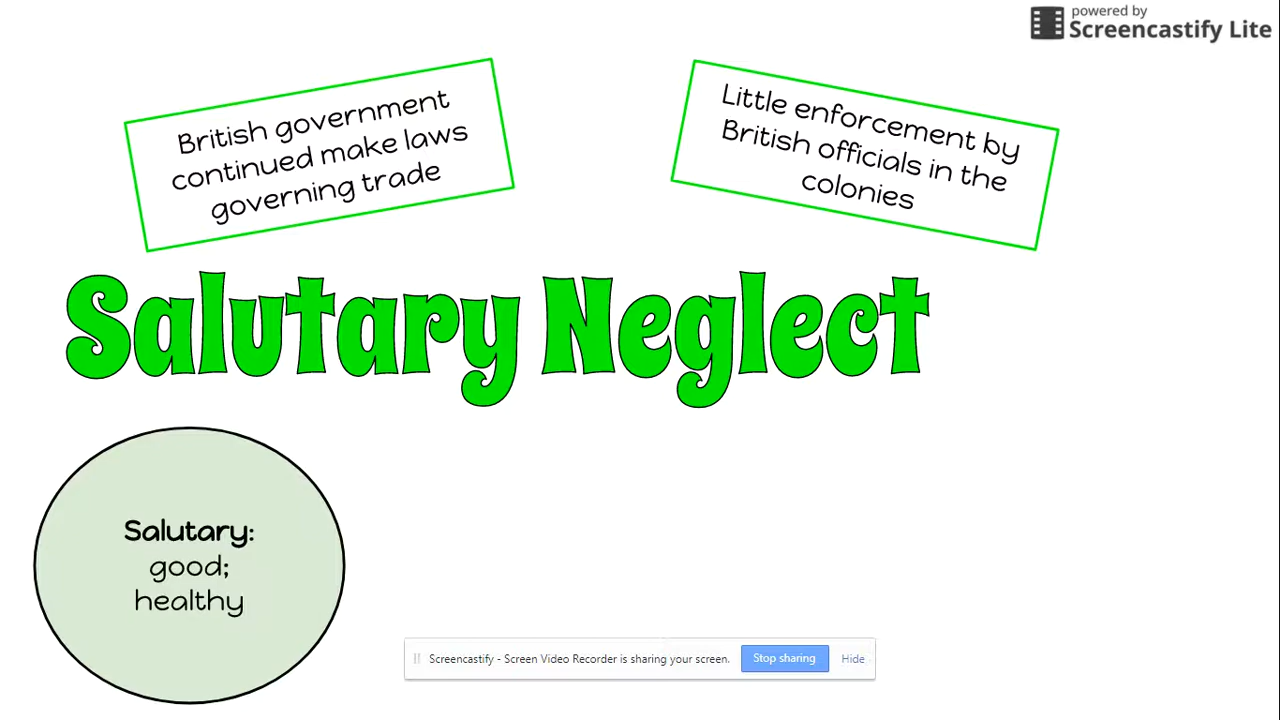 powered by
Screencastify Lite
British government
continued make laws
governing trade
Little enforcement by
British officials in the
colonies
Salutary Neglect
Salutary:
good;
healthy
Screencastify - Screen Video Recorder is sharing your screen.
Stop sharing
Hide